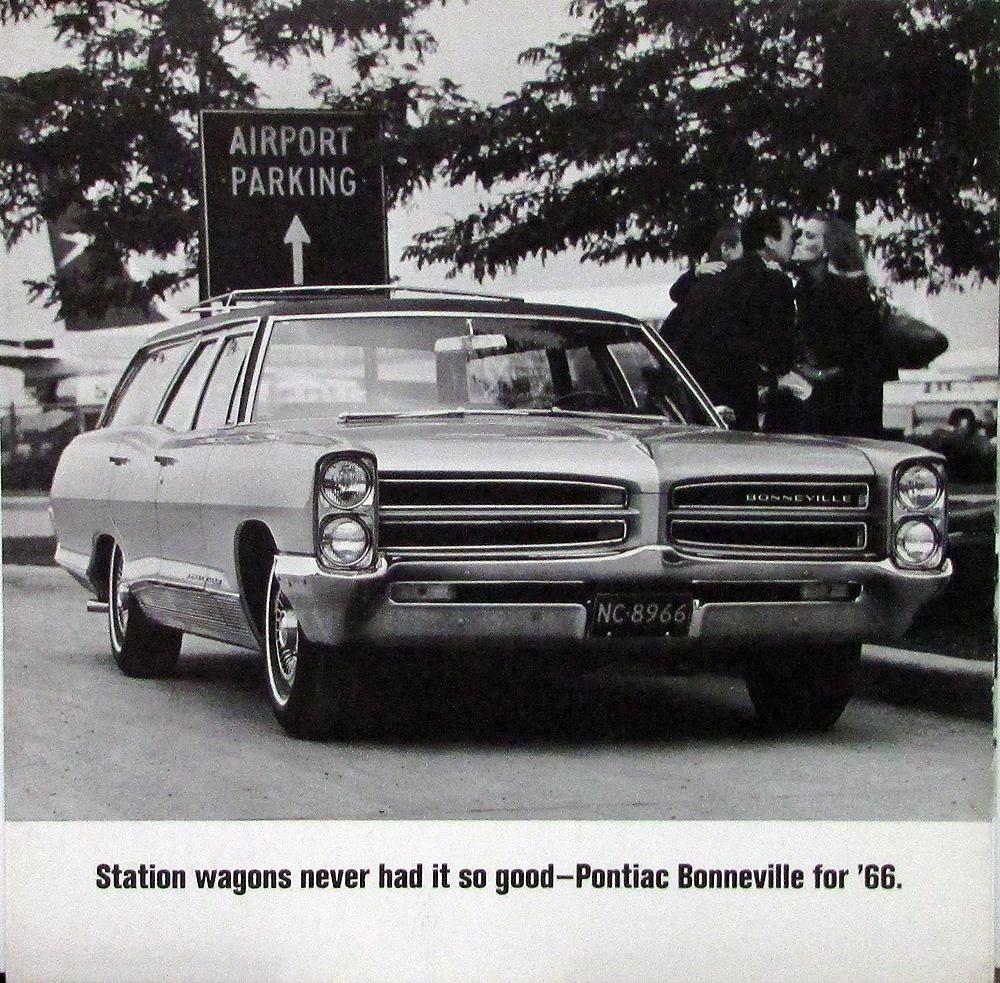 AIRPORT
PARKING
BONNEVILLE
NC·8966
Station wagons never had it so good—Pontiac Bonneville for '66.